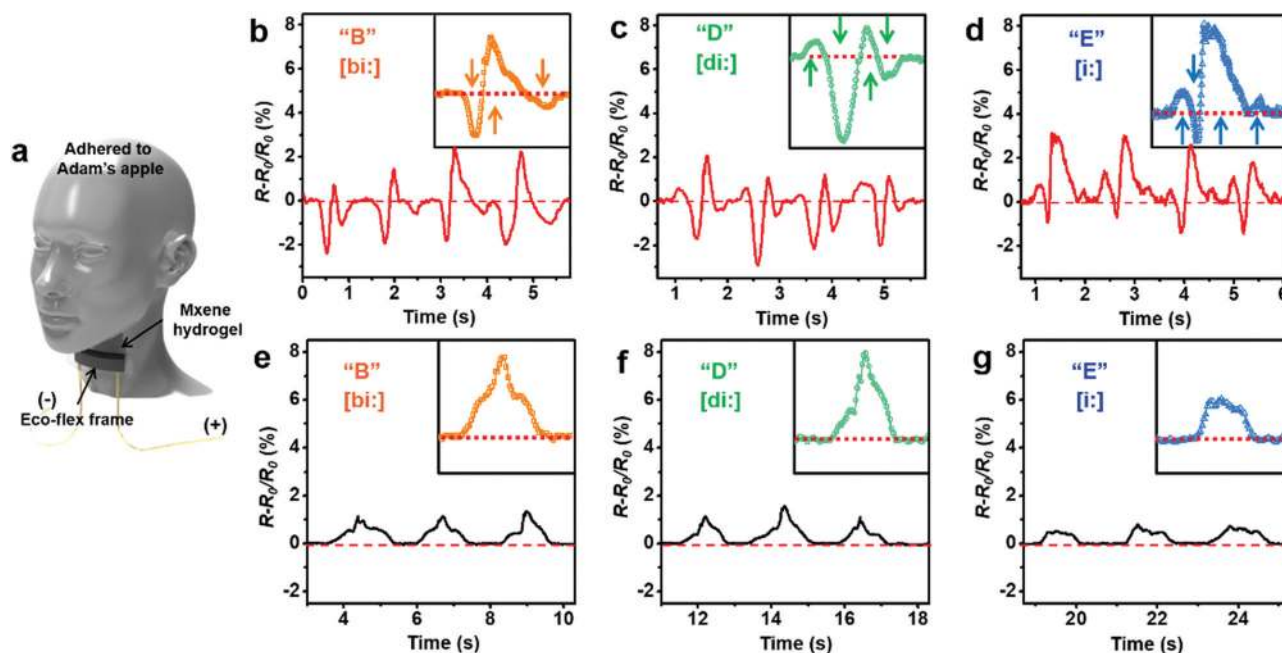 a
Adhered to
Adam's apple
Mxene
hydrogel
(-)
Eco-flex frame
(+)
b
"B"
[bi:]
R-R0/R0 (%)
8
6
4
2
0
-2
0 1 2 3 4 5
Time (s)
c
"D"
[di:]
R-R0/R0 (%)
8
6
4
2
0
-2
1 2 3 4 5
Time (s)
d
"E"
[i:]
R-R0/R0 (%)
8
6
4
2
0
-2
1 2 3 4 5 6
Time (s)
e
"B"
[bi:]
R-R0/R0 (%)
8
6
4
2
0
-2
4 6 8 10
Time (s)
f
"D"
[di:]
R-R0/R0 (%)
8
6
4
2
0
-2
12 14 16 18
Time (s)
g
"E"
[i:]
R-R0/R0 (%)
8
6
4
2
0
-2
20 22 24
Time (s)